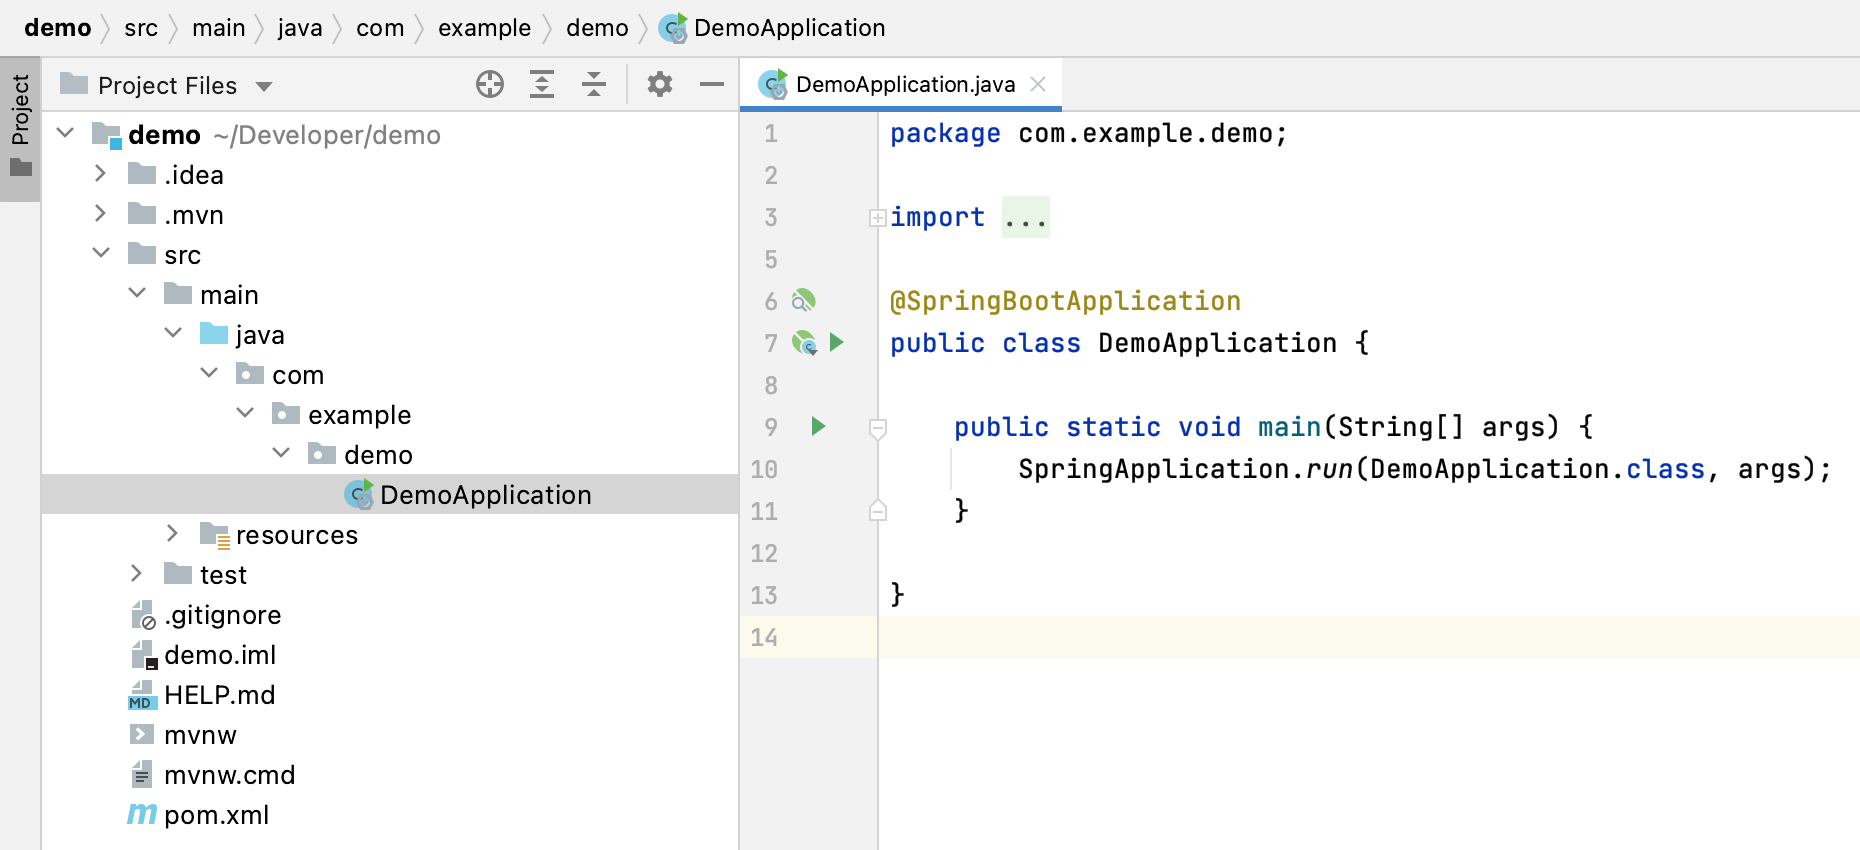 demo src main java com example demo DemoApplication
Project
Project Files
DemoApplication.java
demo ~/Developer/demo
.idea
.mvn
src
main
java
com
example
demo
DemoApplication
resources
test
.gitignore
demo.iml
HELP.md
mvnw
mvnw.cmd
pom.xml
1 package com.example.demo;
2
3 import ...
5
6 @SpringBootApplication
7 public class DemoApplication {
8
9 public static void main(String[] args) {
10 SpringApplication.run(DemoApplication.class, args);
11 }
12
13 }
14